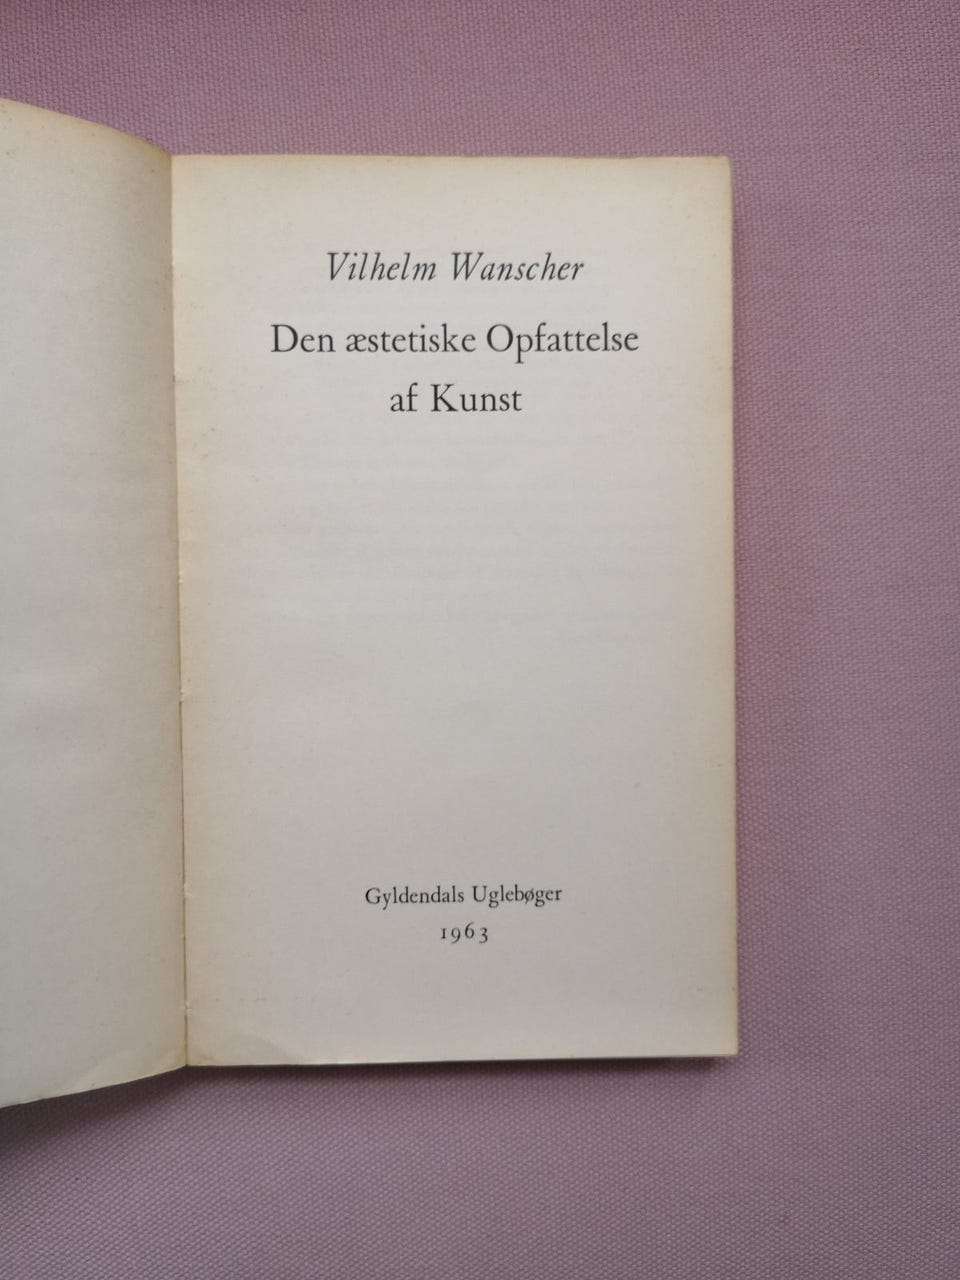 Vilhelm Wanscher
Den æstetiske Opfattelse
af Kunst
Gyldendals Uglebøger
1963